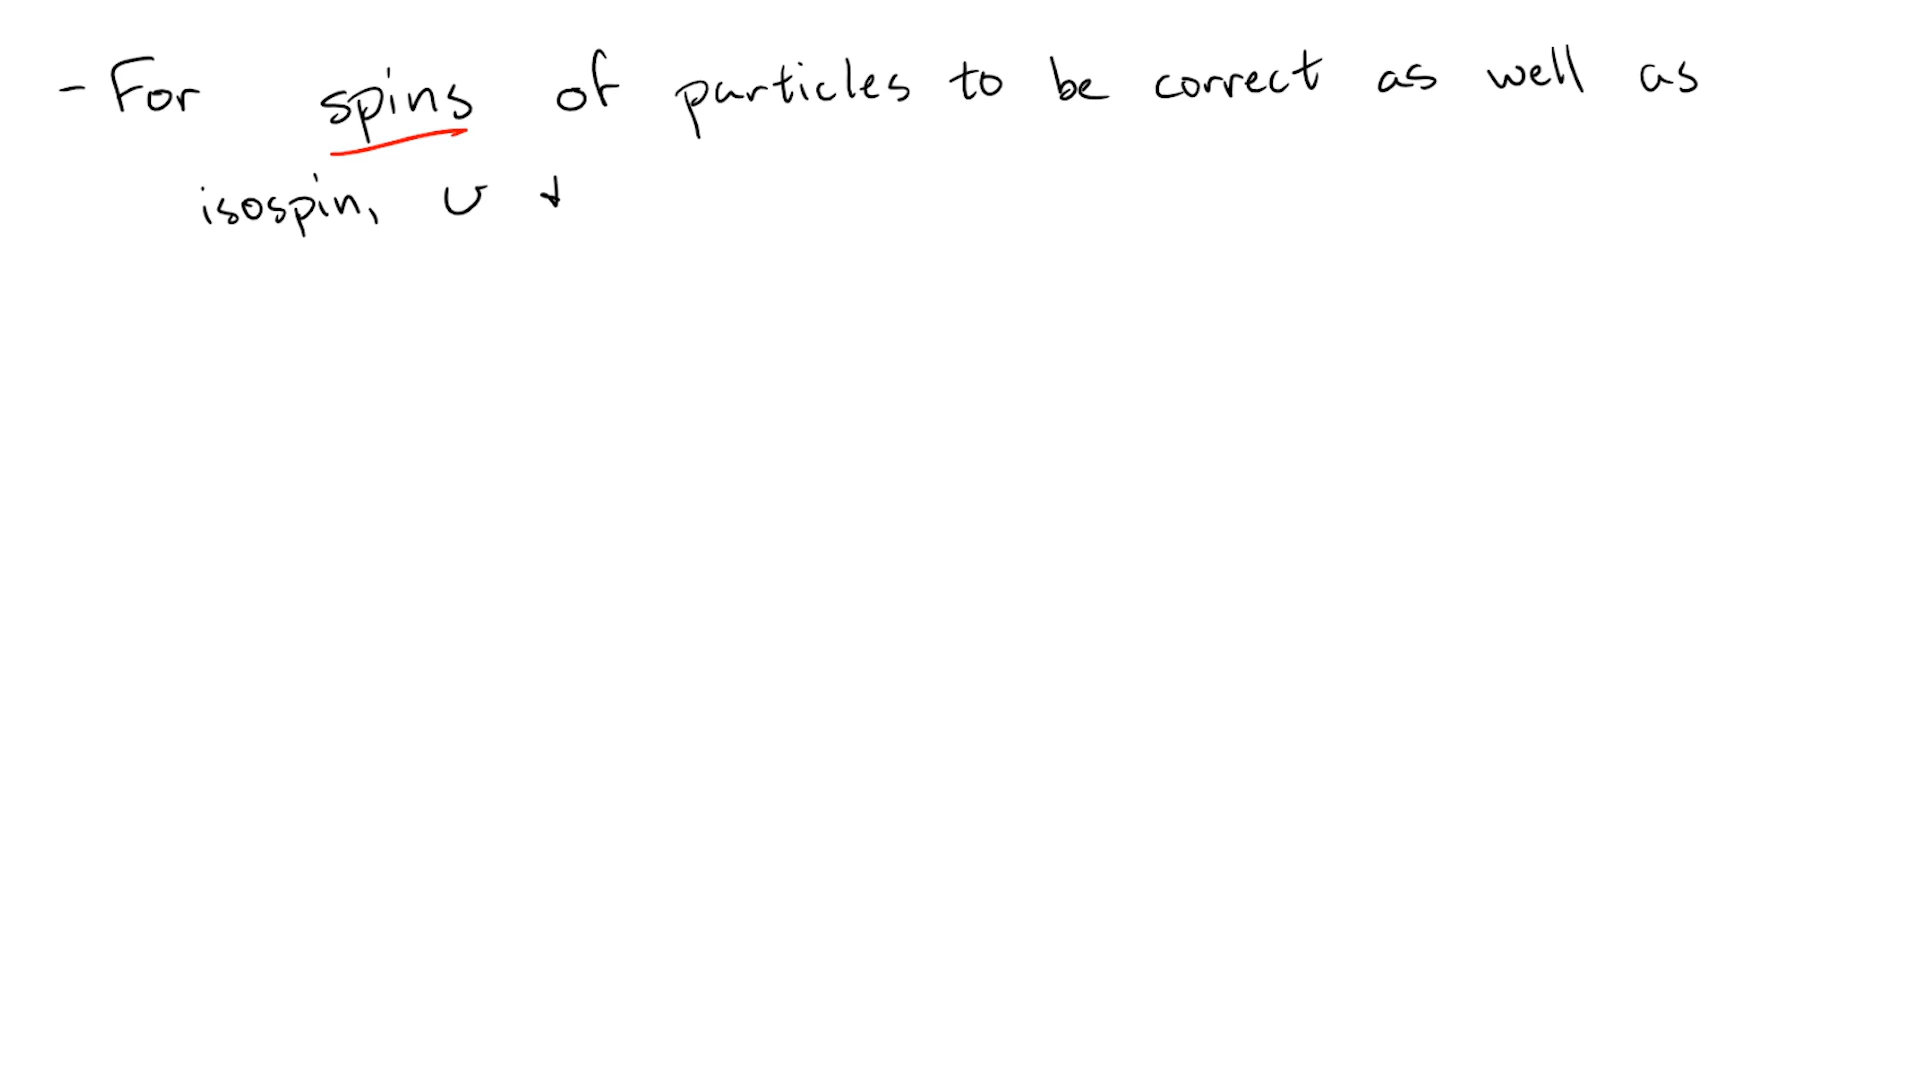 - For spins of particles to be correct as well as
isospin, u